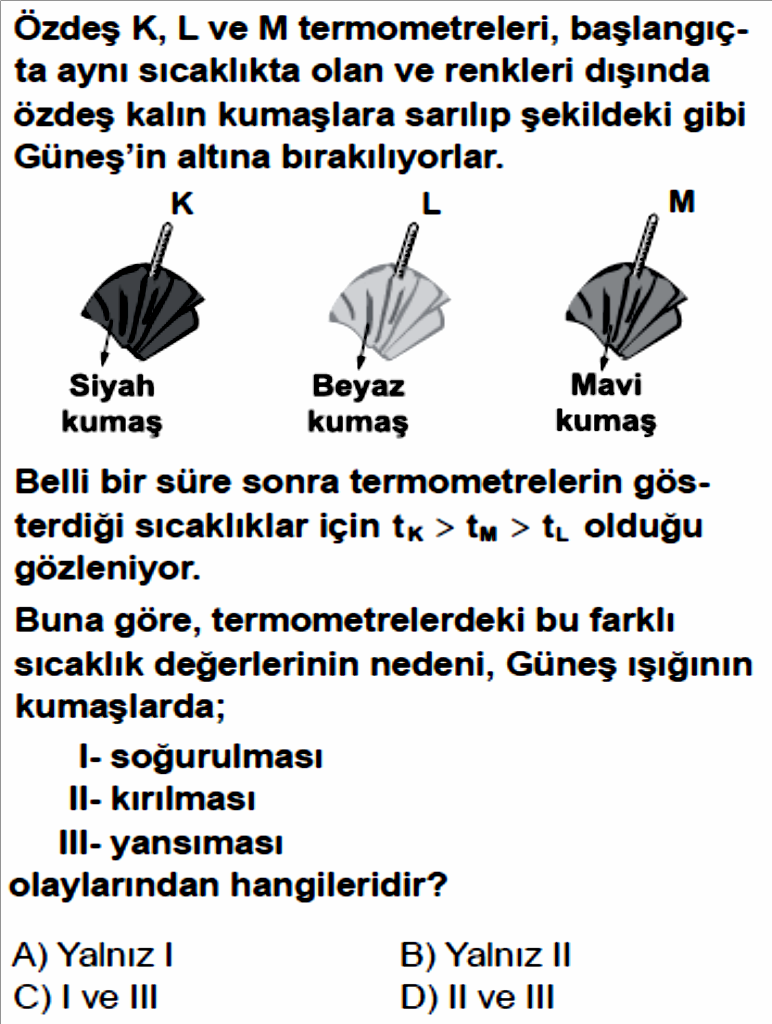 Özdeş K, L ve M termometreleri, başlangıç-
ta aynı sıcaklıkta olan ve renkleri dışında
özdeş kalın kumaşlara sarılıp şekildeki gibi
Güneş'in altına bırakılıyorlar.
K L M
Siyah kumaş
Beyaz kumaş
Mavi kumaş
Belli bir süre sonra termometrelerin gös-
terdiği sıcaklıklar için tK > tM > tL olduğu
gözleniyor.
Buna göre, termometrelerdeki bu farklı
sıcaklık değerlerinin nedeni, Güneş ışığının
kumaşlarda;
I- soğurulması
II- kırılması
III- yansıması
olaylarından hangileridir?
A) Yalnız I B) Yalnız II
C) I ve III D) II ve III